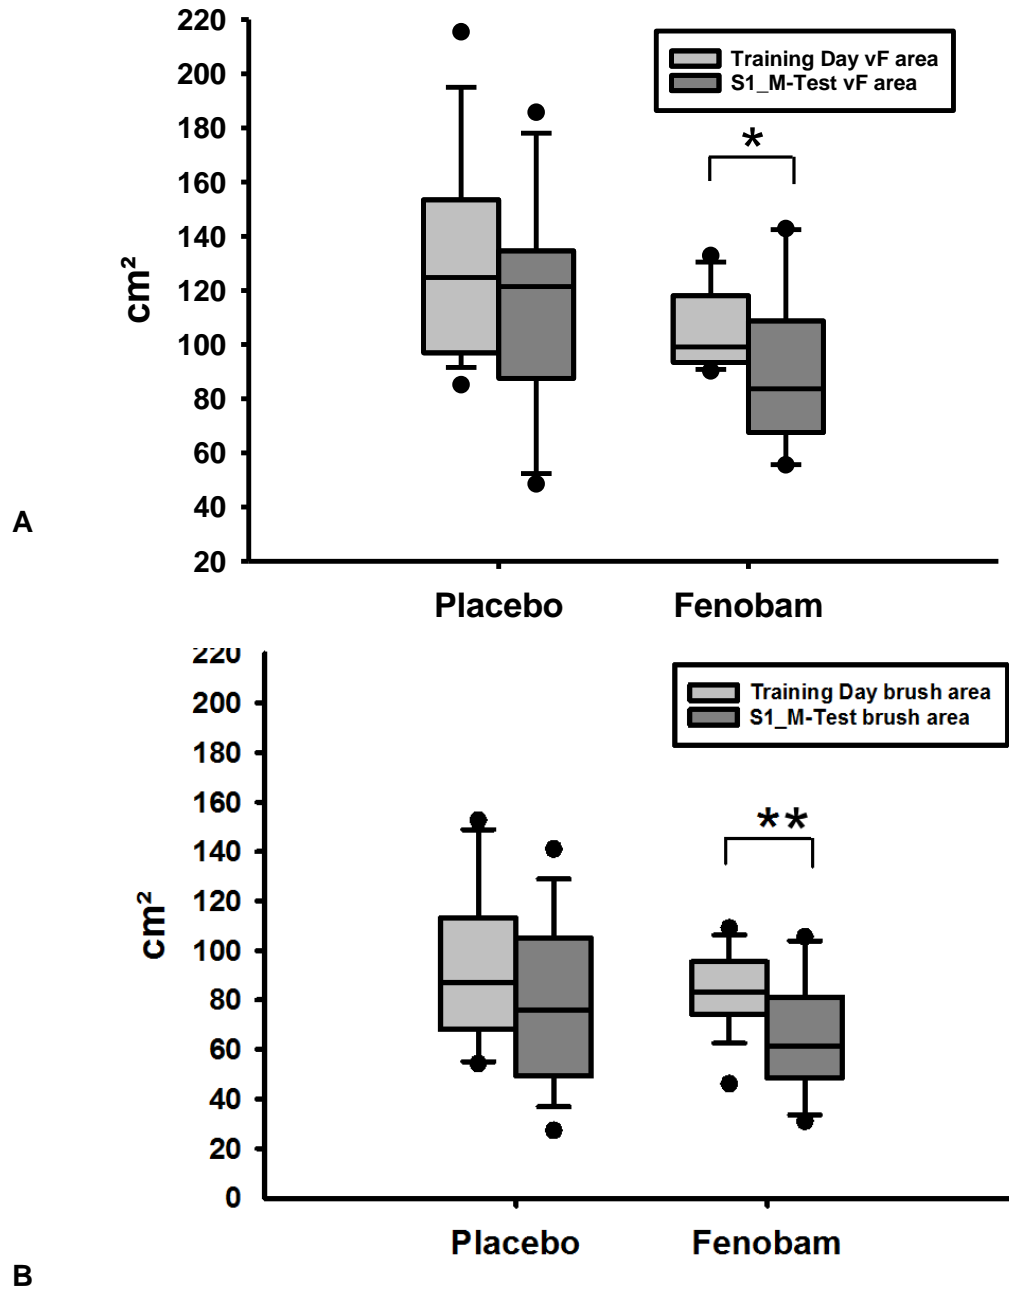 220
200
180
160
140
120
100
80
60
40
20
cm²
Training Day vF area
S1_M-Test vF area
*
A
Placebo Fenobam
220
200
180
160
140
120
100
80
60
40
20
0
cm²
Training Day brush area
S1_M-Test brush area
**
Placebo Fenobam
B